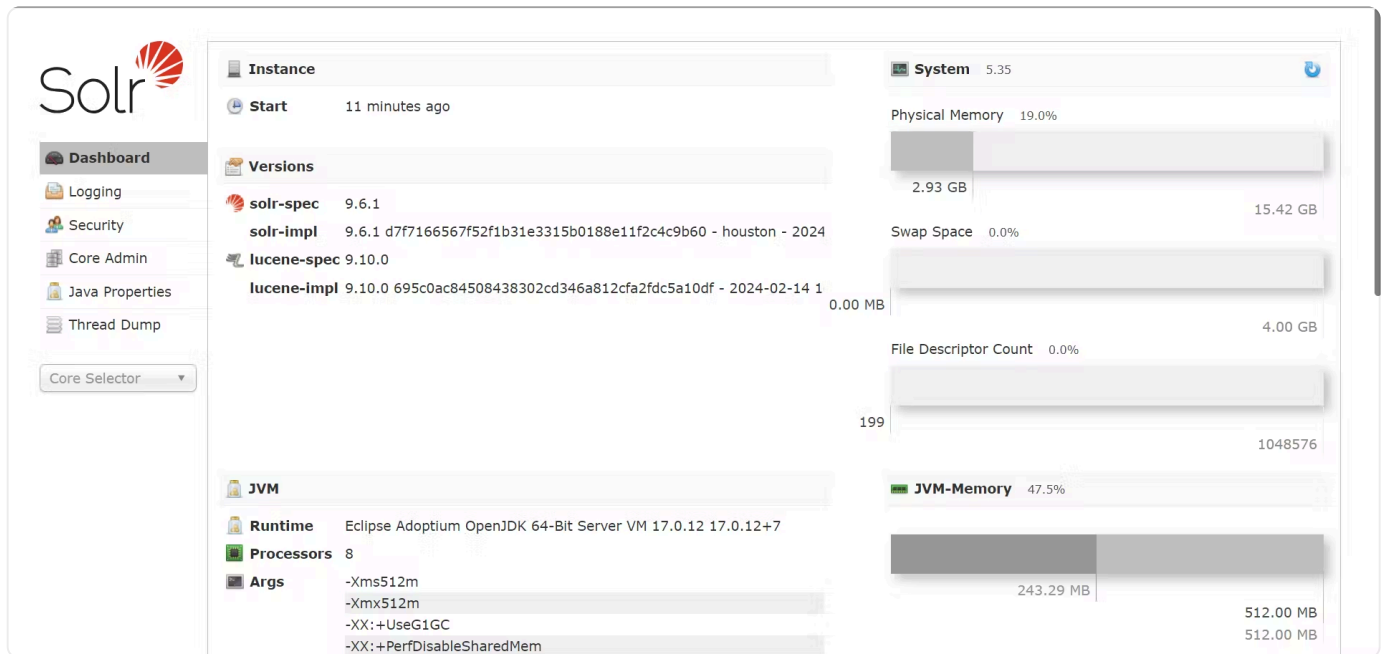 Solr
Dashboard
Logging
Security
Core Admin
Java Properties
Thread Dump
Core Selector
Instance
Start 11 minutes ago
Versions
solr-spec 9.6.1
solr-impl 9.6.1 d7f7166567f52f1b31e3315b0188e11f2c4c9b60 - houston - 2024
lucene-spec 9.10.0
lucene-impl 9.10.0 695c0ac84508438302cd346a812cfa2fdc5a10df - 2024-02-14 1
JVM
Runtime Eclipse Adoptium OpenJDK 64-Bit Server VM 17.0.12 17.0.12+7
Processors 8
Args -Xms512m
-Xmx512m
-XX:+UseG1GC
-XX:+PerfDisableSharedMem
System 5.35
Physical Memory 19.0%
2.93 GB
15.42 GB
Swap Space 0.0%
0.00 MB
4.00 GB
File Descriptor Count 0.0%
199
1048576
JVM-Memory 47.5%
243.29 MB
512.00 MB
512.00 MB